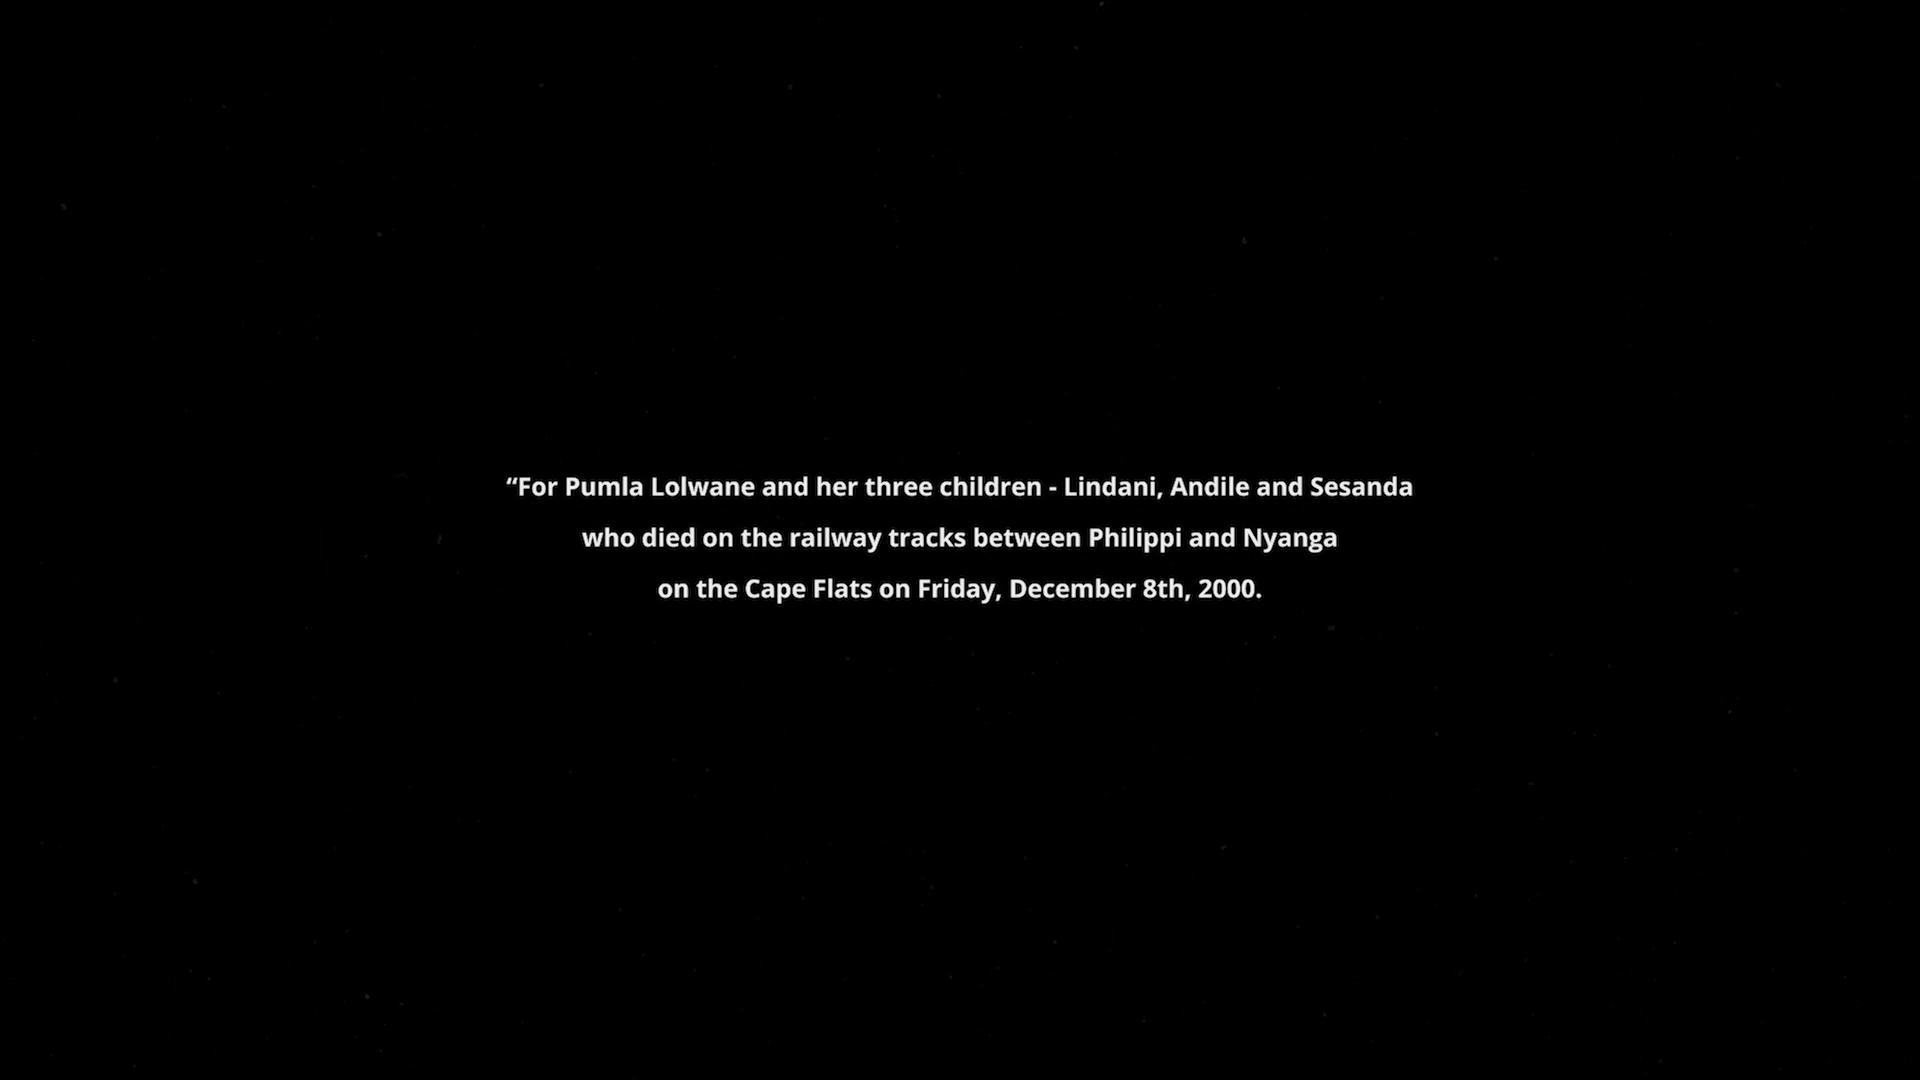 “For Pumla Lolwane and her three children - Lindani, Andile and Sesanda
who died on the railway tracks between Philippi and Nyanga
on the Cape Flats on Friday, December 8th, 2000.